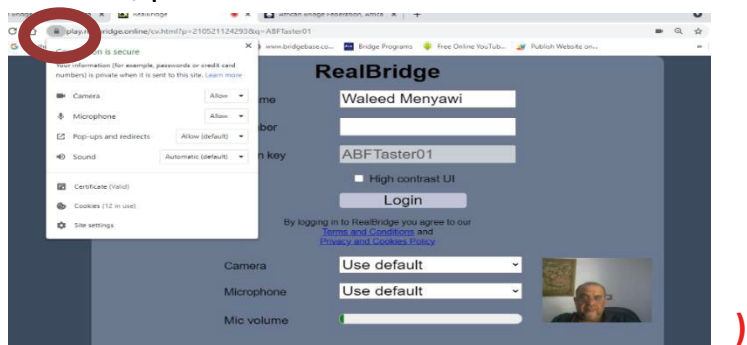 RealBridge
African Bridge Federation, Africa
play.r
bridge.online/cv.html?p=210521124293&q=ABFTaster01
www.bridgebase.co...
Bridge Programs
Free Online YouTub...
Publish Website on...
n is secure
Your information (for example, passwords or credit card
numbers) is private when it is sent to this site. Learn more
Camera
Allow
Microphone
Allow
Pop-ups and redirects
Allow (default)
Sound
Automatic (default)
Certificate (Valid)
Cookies (12 in use)
Site settings
RealBridge
me
Waleed Menyawi
ber
n key
ABFTaster01
High contrast UI
Login
By logging in to RealBridge you agree to our
Terms and Conditions and
Privacy and Cookies Policy
Camera
Use default
Microphone
Use default
Mic volume
)